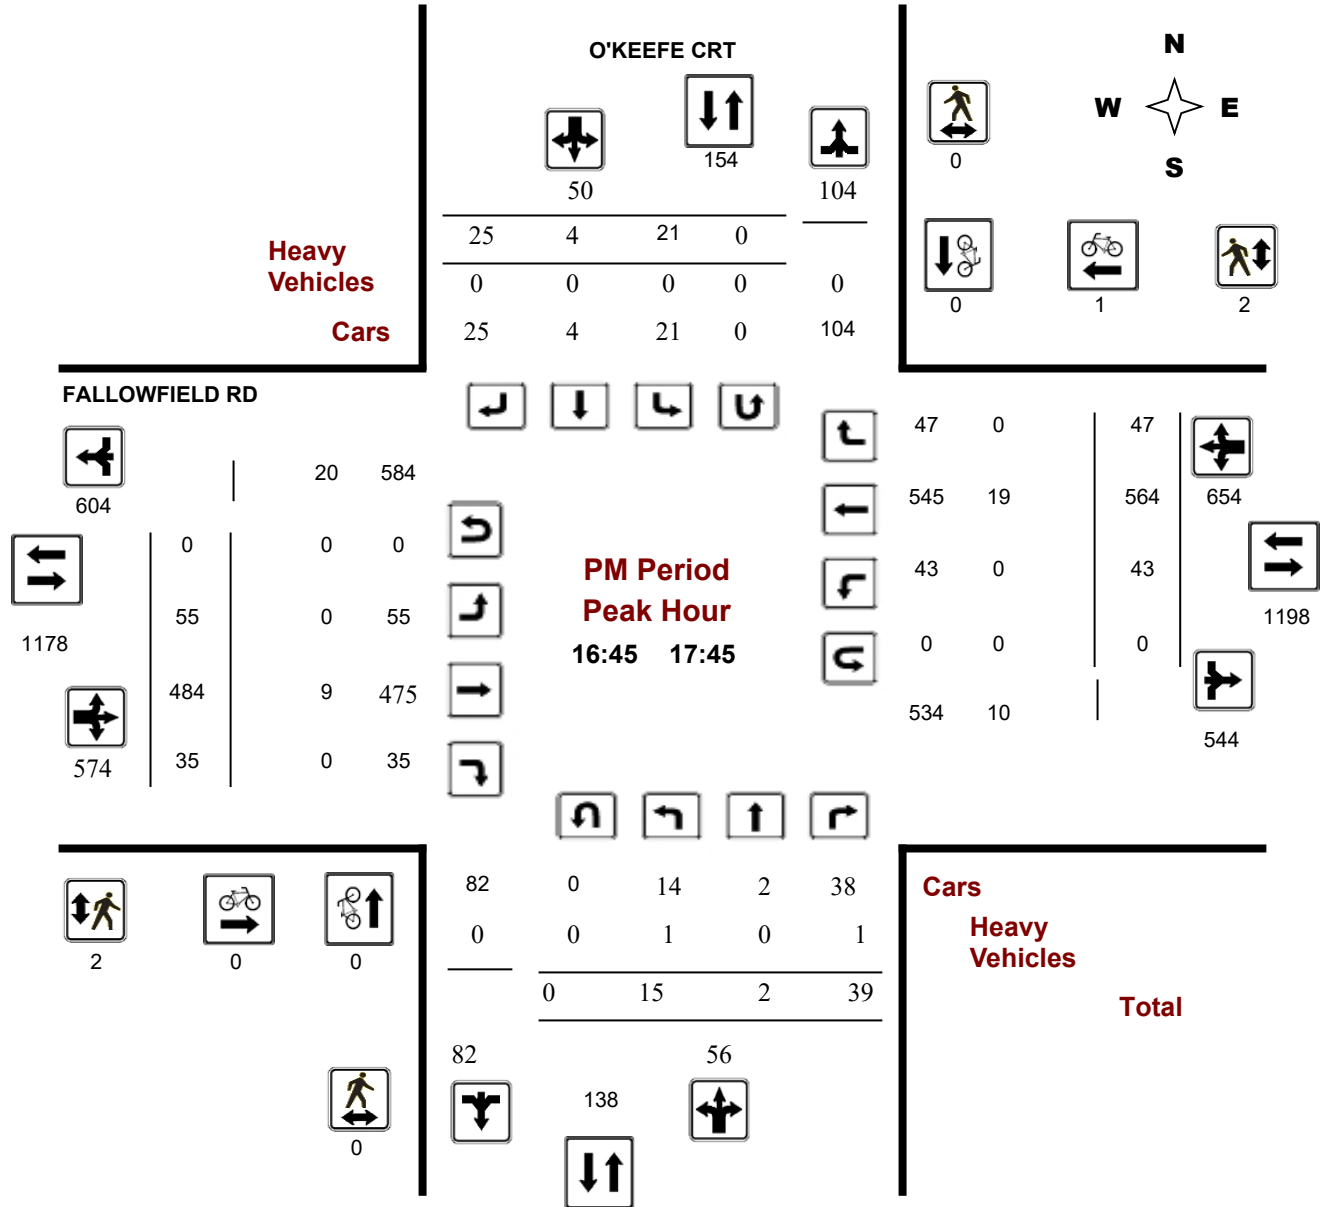 O'KEEFE CRT
N
W E
S
154
0
50 104
25 4 21 0
Heavy
Vehicles
0 0 0 0 0
0 1 2
Cars
25 4 21 0 104
FALLOWFIELD RD
47 0 47
20 584
604
545 19 564 654
0 0 0
PM Period
43 0 43
Peak Hour
55 0 55
1198
1178
16:45 17:45
0 0 0
484 9 475
534 10
544
574 35 0 35
82 0 14 2 38
Cars
0 0 1 0 1
Heavy
Vehicles
2 0 0
0 15 2 39
Total
82 56
138
0